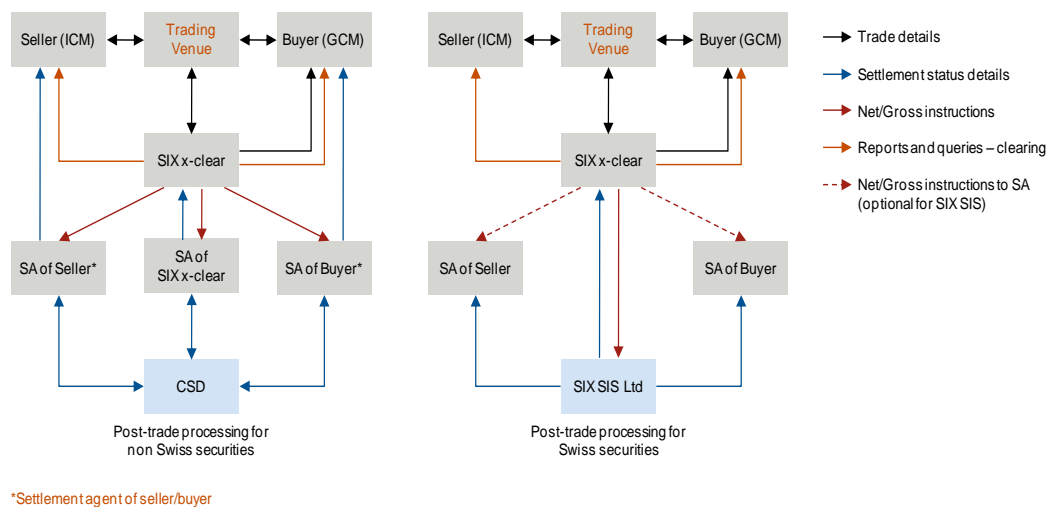 Seller (ICM)
Trading
Venue
Buyer (GCM)
SIX x-clear
SA of Seller*
SA of
SIX x-clear
SA of Buyer*
CSD
Post-trade processing for
non Swiss securities
*Settlement agent of seller/buyer
Seller (ICM)
Trading
Venue
Buyer (GCM)
SIX x-clear
SA of Seller
SA of Buyer
SIX SIS Ltd
Post-trade processing for
Swiss securities
Trade details
Settlement status details
Net/Gross instructions
Reports and queries – clearing
Net/Gross instructions to SA
(optional for SIX SIS)